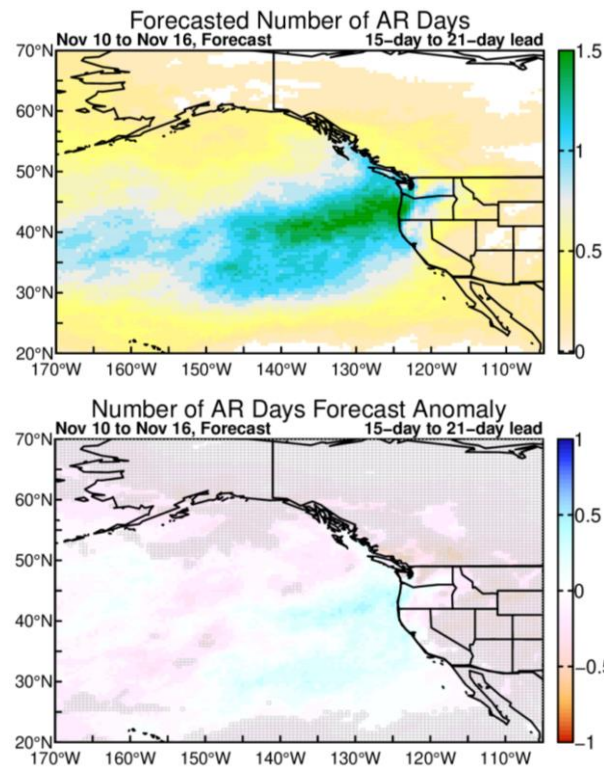 Forecasted Number of AR Days
Nov 10 to Nov 16, Forecast 15-day to 21-day lead
70°N
60°N
50°N
40°N
30°N
20°N
170°W 160°W 150°W 140°W 130°W 120°W 110°W
1.5
1
0.5
0
Number of AR Days Forecast Anomaly
Nov 10 to Nov 16, Forecast 15-day to 21-day lead
70°N
60°N
50°N
40°N
30°N
20°N
170°W 160°W 150°W 140°W 130°W 120°W 110°W
1
0.5
0
−0.5
−1